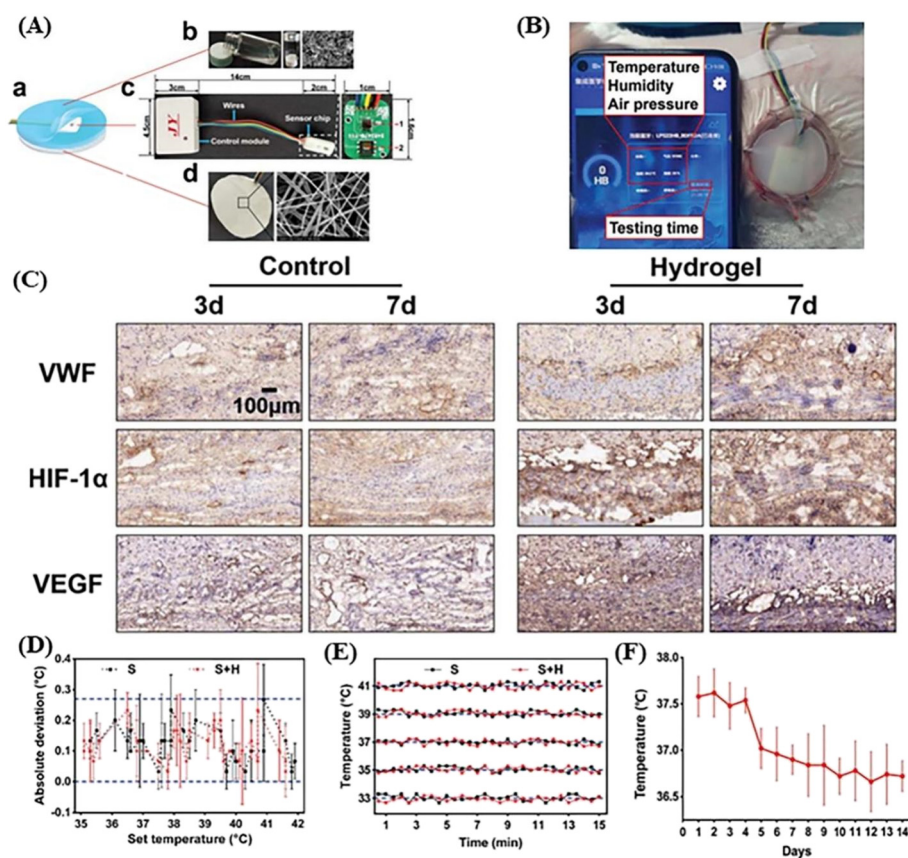 (A)
b
14cm
a
c
3cm
2cm
1cm
Wires
Sensor chip
4.5cm
JY
Control module
1
2
1.8cm
d
(B)
Temperature
Humidity
Air pressure
0
HB
Testing time
(C)
Control
Hydrogel
3d
7d
3d
7d
VWF
100µm
HIF-1α
VEGF
(D)
S
S+H
Absolute deviation (°C)
0.4
0.3
0.2
0.1
0.0
-0.1
35
36
37
38
39
40
41
42
Set temperature (°C)
(E)
S
S+H
Temperature (°C)
41
39
37
35
33
1
3
5
7
9
11
13
15
Time (min)
(F)
Temperature (°C)
38.0
37.5
37.0
36.5
0
1
2
3
4
5
6
7
8
9
10
11
12
13
14
Days